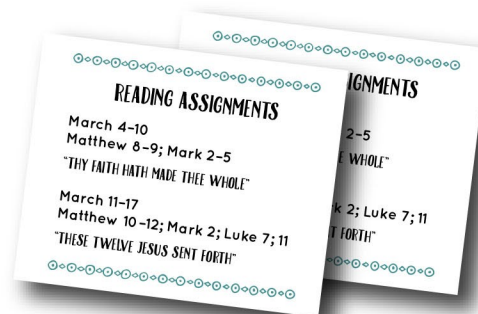 READING ASSIGNMENTS
March 4-10
Matthew 8-9; Mark 2-5
"THY FAITH HATH MADE THEE WHOLE"
March 11-17
Matthew 10-12; Mark 2; Luke 7; 11
"THESE TWELVE JESUS SENT FORTH"
IGNMENTS
2-5
E WHOLE"
k 2; Luke 7; 11
T FORTH"